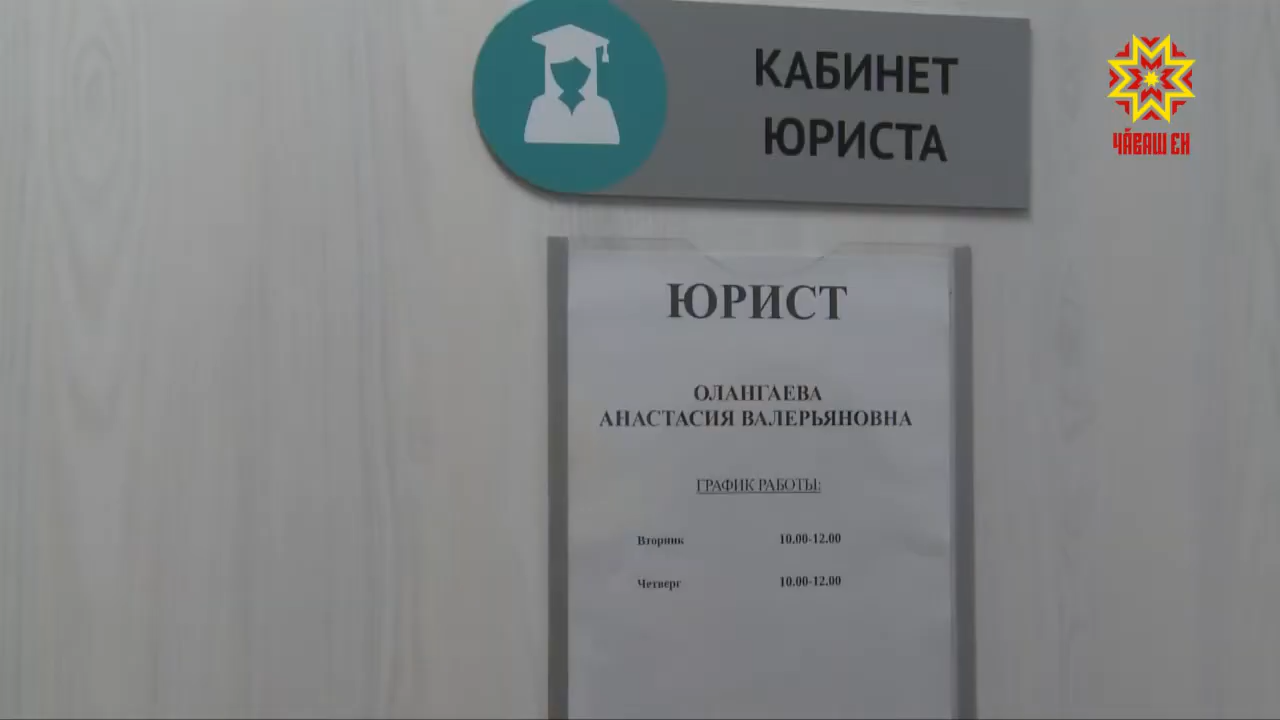 КАБИНЕТ
ЮРИСТА
ЧӐВАШ ЕН
ЮРИСТ
ОЛАНГАЕВА
АНАСТАСИЯ ВАЛЕРЬЯНОВНА
ГРАФИК РАБОТЫ:
Вторник 10.00-12.00
Четверг 10.00-12.00